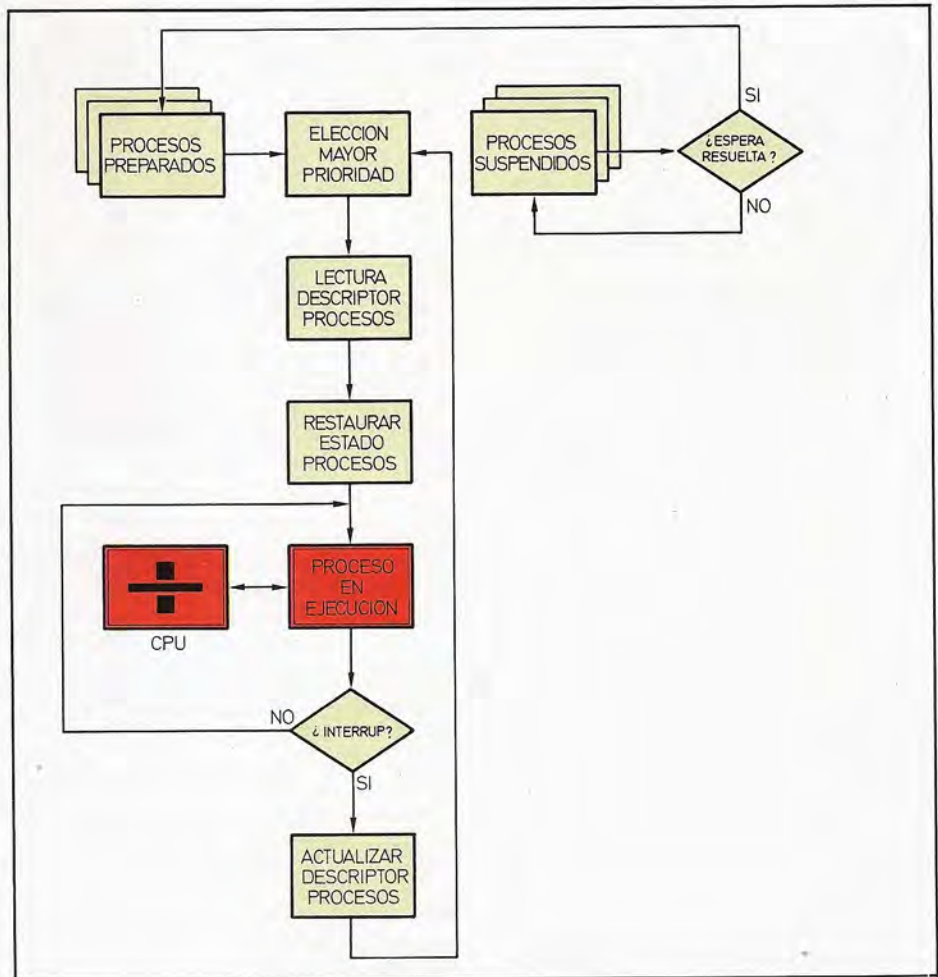 PROCESOS
PREPARADOS
ELECCION
MAYOR
PRIORIDAD
PROCESOS
SUSPENDIDOS
¿ESPERA
RESUELTA?
SI
NO
LECTURA
DESCRIPTOR
PROCESOS
RESTAURAR
ESTADO
PROCESOS
CPU
PROCESO
EN
EJECUCION
NO
¿INTERRUP?
SI
ACTUALIZAR
DESCRIPTOR
PROCESOS